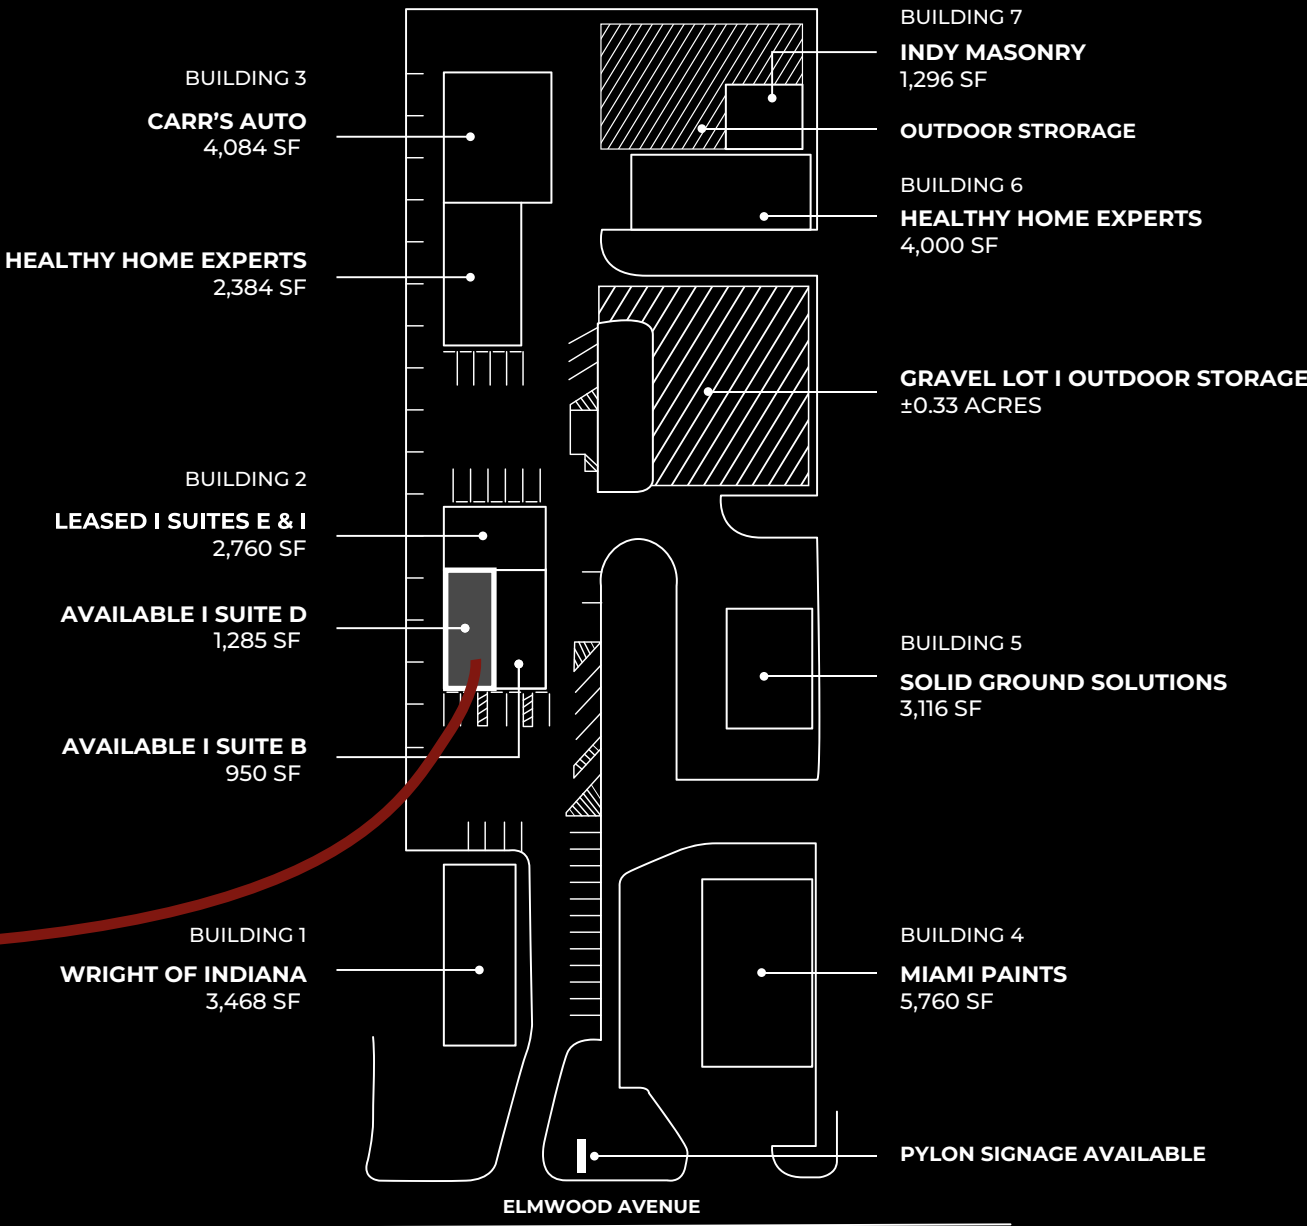 BUILDING 3
CARR'S AUTO
4,084 SF
HEALTHY HOME EXPERTS
2,384 SF
BUILDING 2
LEASED I SUITES E & I
2,760 SF
AVAILABLE I SUITE D
1,285 SF
AVAILABLE I SUITE B
950 SF
BUILDING 1
WRIGHT OF INDIANA
3,468 SF
BUILDING 7
INDY MASONRY
1,296 SF
OUTDOOR STRORAGE
BUILDING 6
HEALTHY HOME EXPERTS
4,000 SF
GRAVEL LOT I OUTDOOR STORAGE
±0.33 ACRES
BUILDING 5
SOLID GROUND SOLUTIONS
3,116 SF
BUILDING 4
MIAMI PAINTS
5,760 SF
PYLON SIGNAGE AVAILABLE
ELMWOOD AVENUE